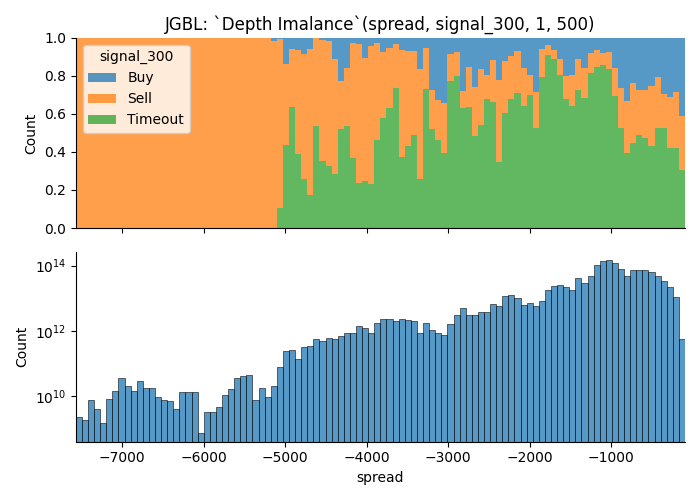 JGBL: `Depth Imalance`(spread, signal_300, 1, 500)
1.0
0.8
0.6
0.4
0.2
0.0
Count
signal_300
Buy
Sell
Timeout
10^14
10^12
10^10
Count
−7000 −6000 −5000 −4000 −3000 −2000 −1000
spread